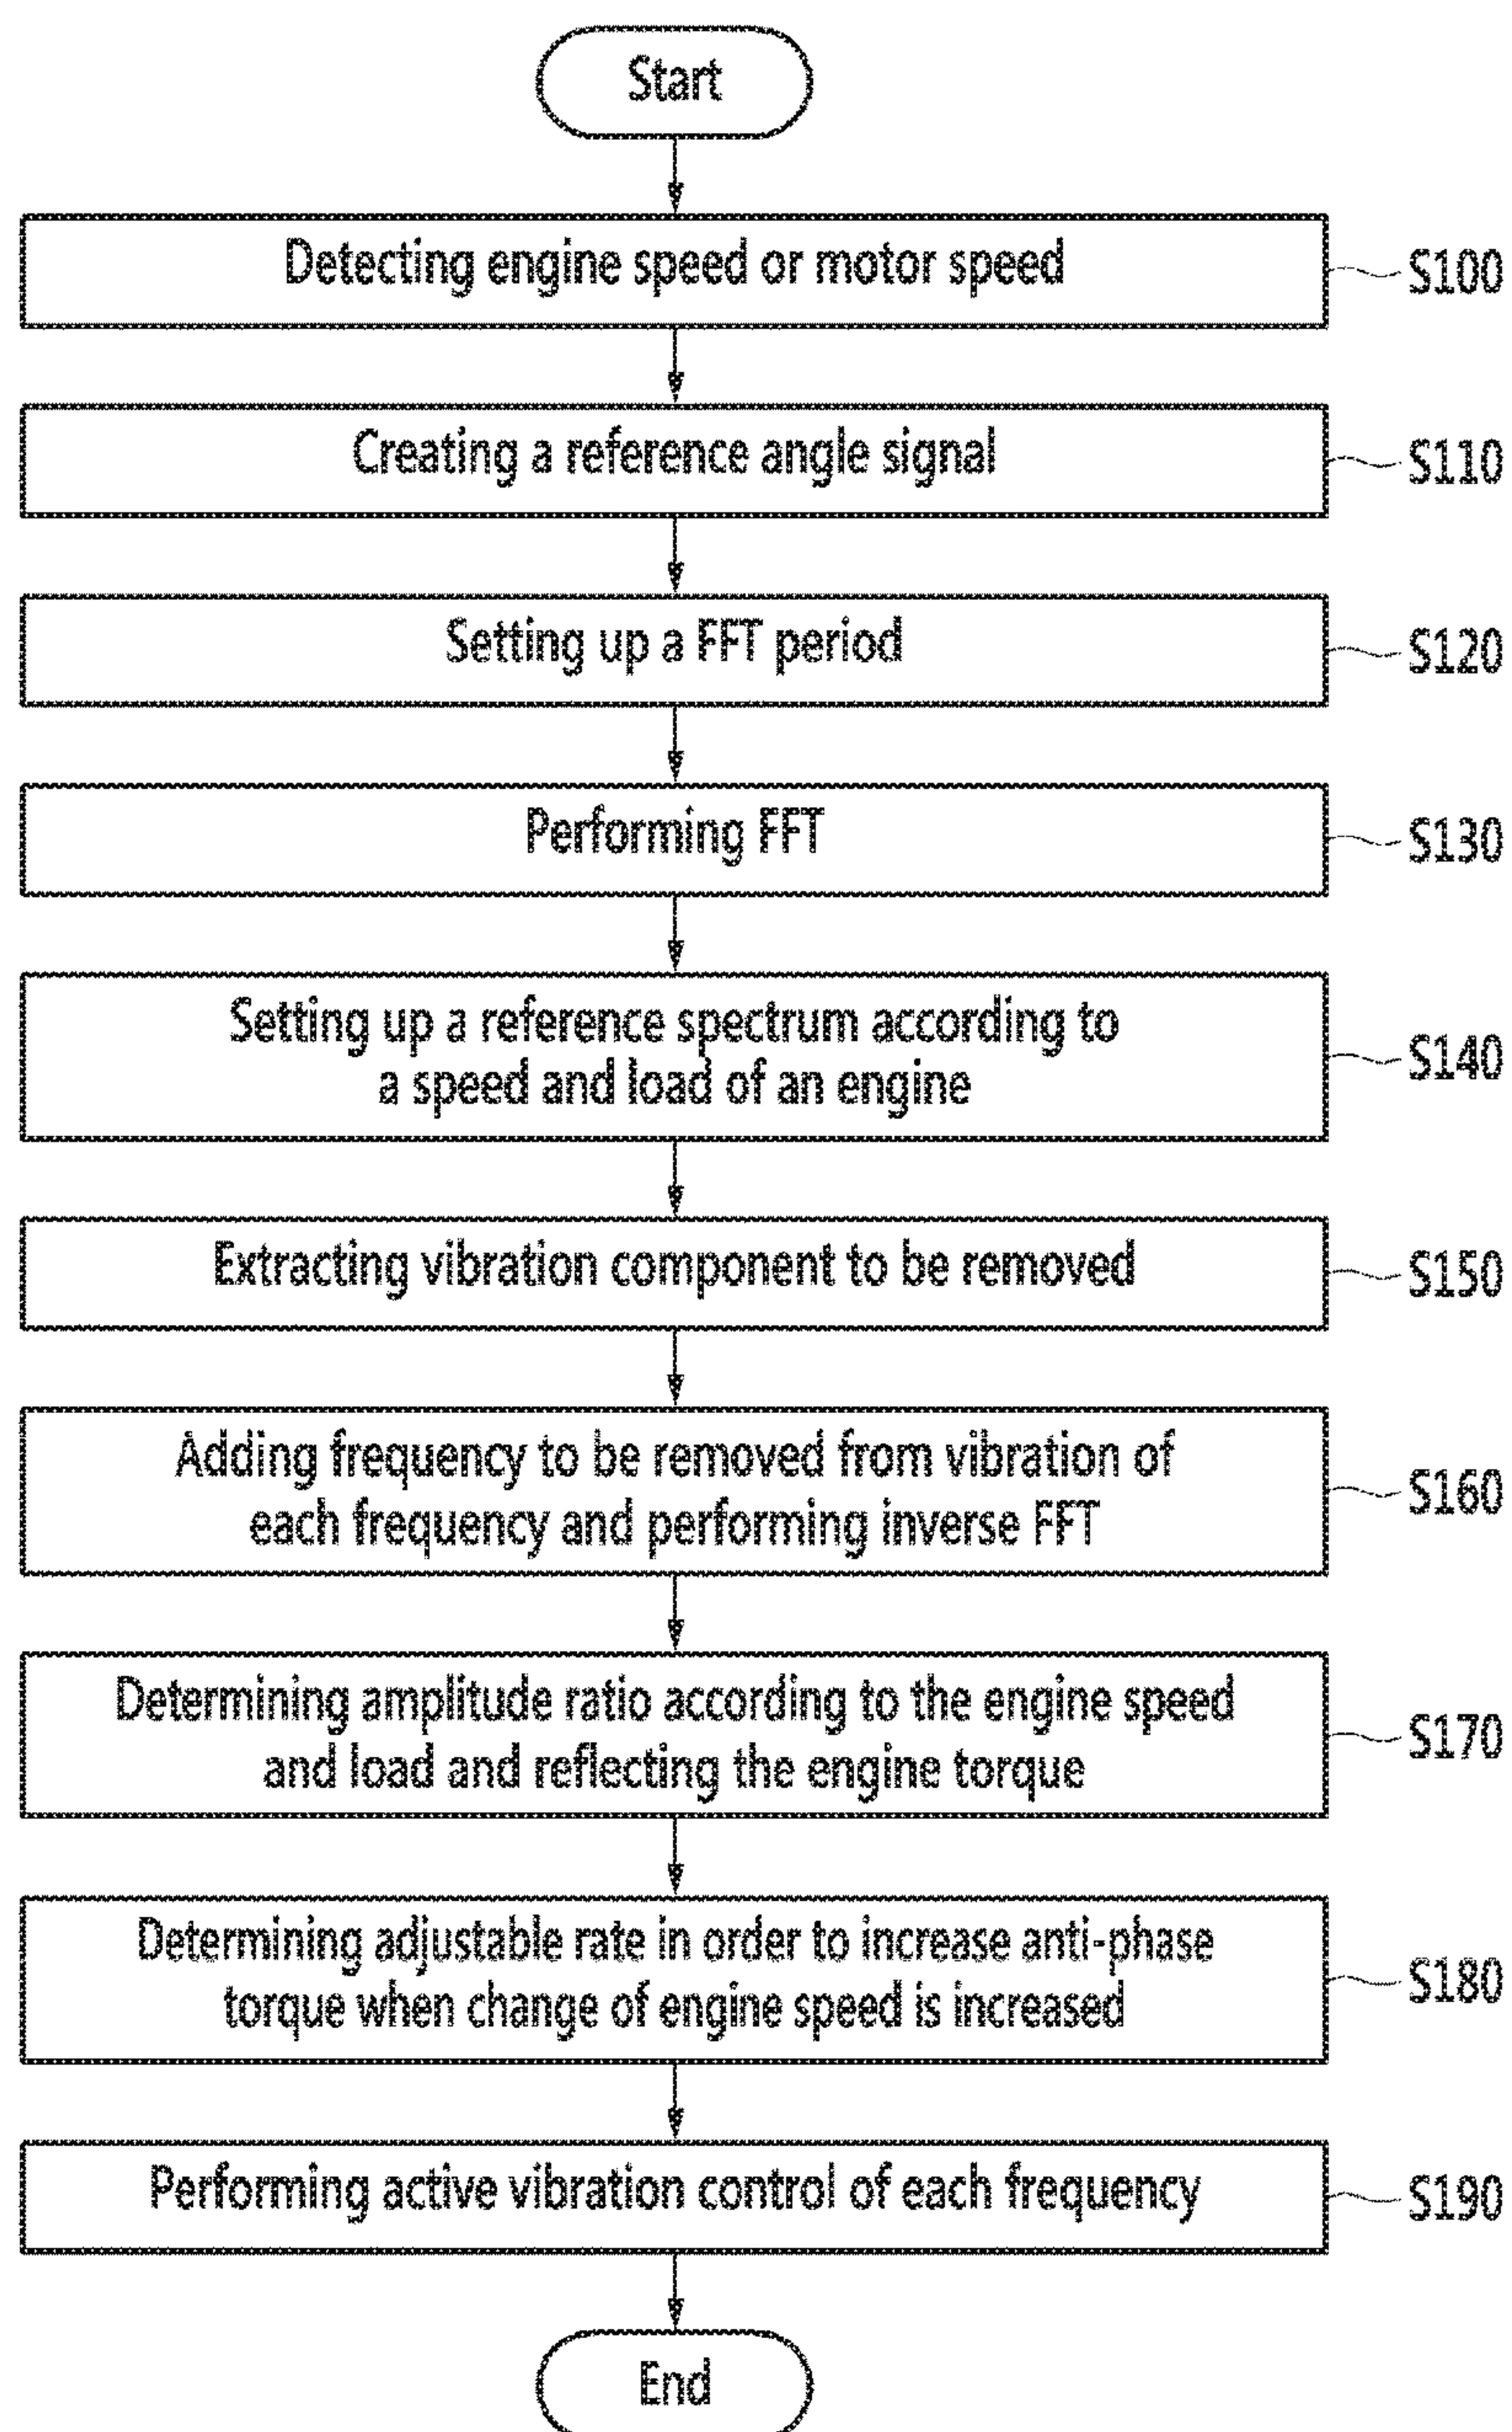 Start
Detecting engine speed or motor speed
S100
Creating a reference angle signal
S110
Setting up a FFT period
S120
Performing FFT
S130
Setting up a reference spectrum according to
a speed and load of an engine
S140
Extracting vibration component to be removed
S150
Adding frequency to be removed from vibration of
each frequency and performing inverse FFT
S160
Determining amplitude ratio according to the engine speed
and load and reflecting the engine torque
S170
Determining adjustable rate in order to increase anti-phase
torque when change of engine speed is increased
S180
Performing active vibration control of each frequency
S190
End